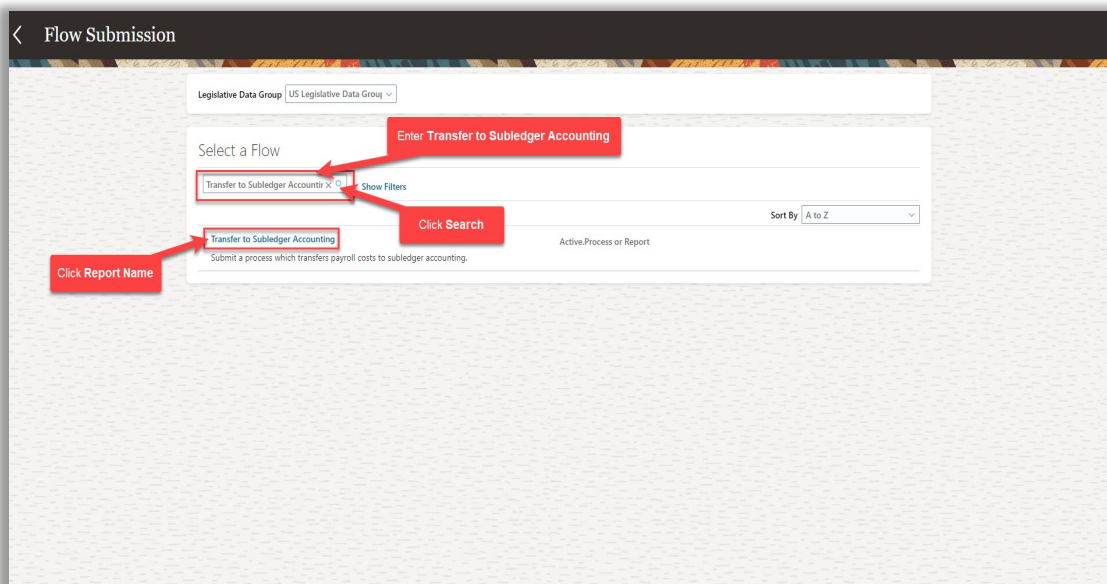 Flow Submission
Legislative Data Group US Legislative Data Group
Enter Transfer to Subledger Accounting
Select a Flow
Transfer to Subledger Accountin
Show Filters
Click Search
Sort By A to Z
Transfer to Subledger Accounting
Active.Process or Report
Submit a process which transfers payroll costs to subledger accounting.
Click Report Name